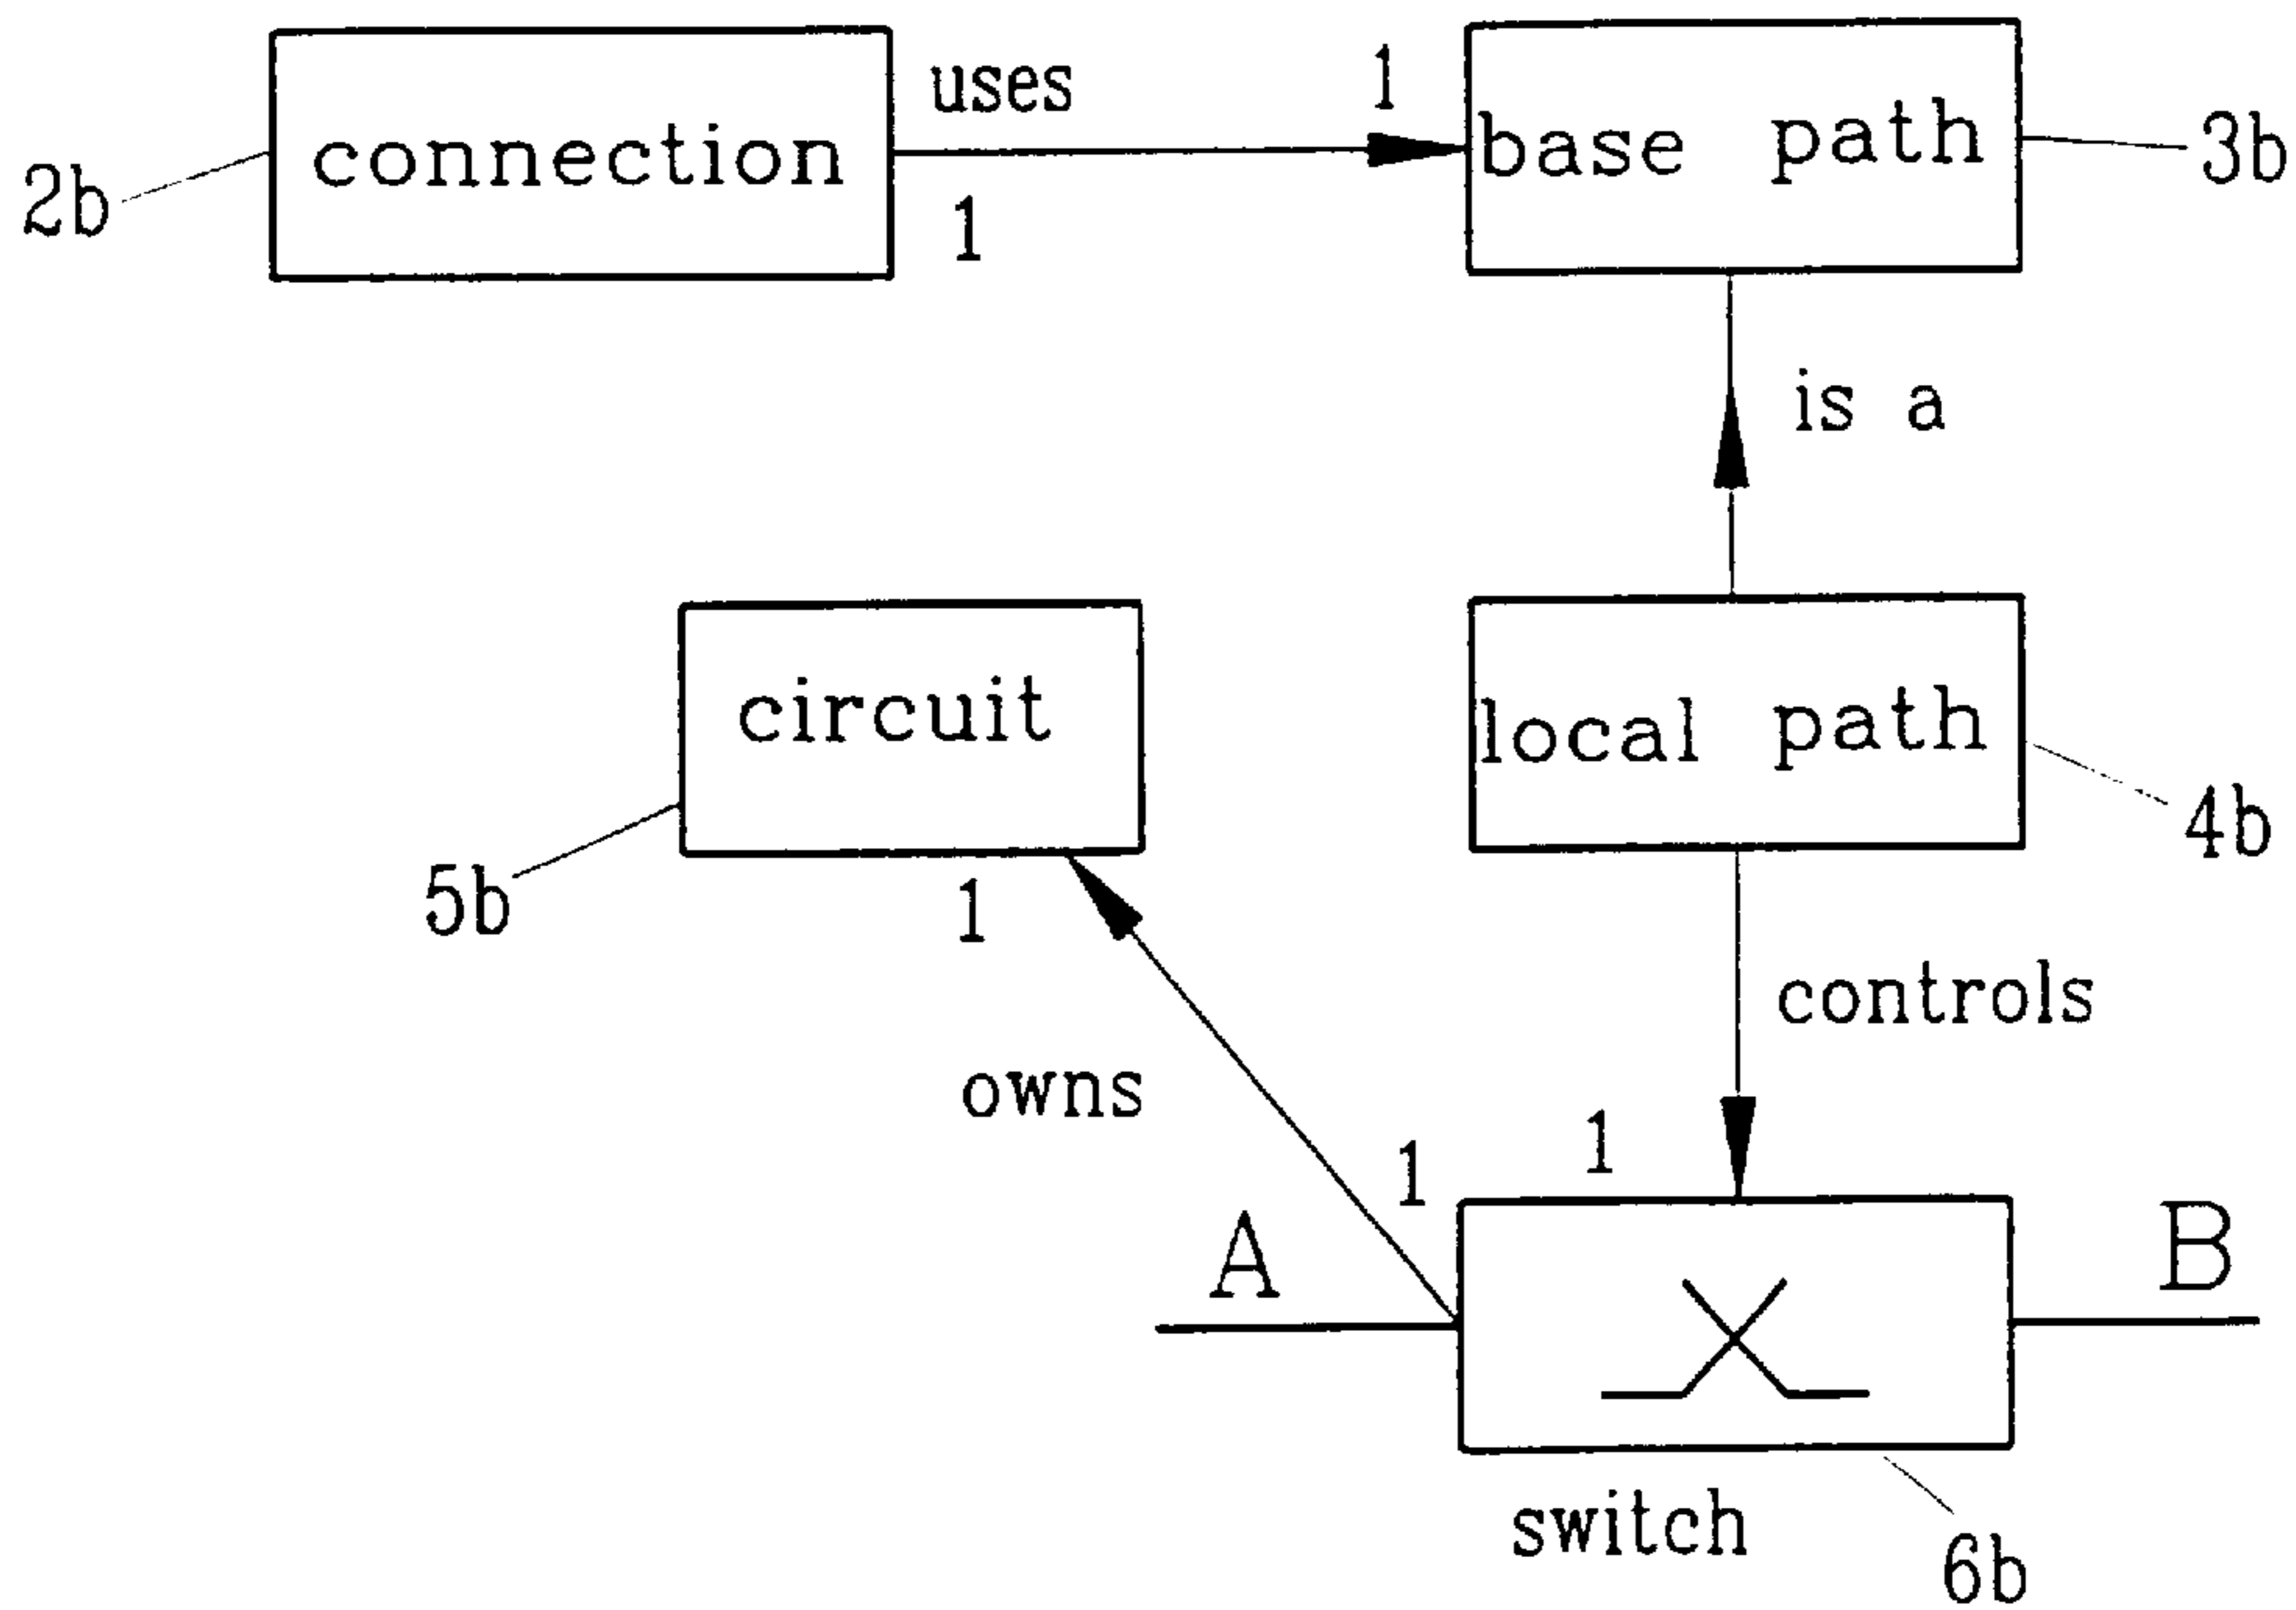 uses
1
connection
base path
2b
3b
1
is a
circuit
local path
4b
5b
1
controls
owns
1
1
A
B
switch
6b